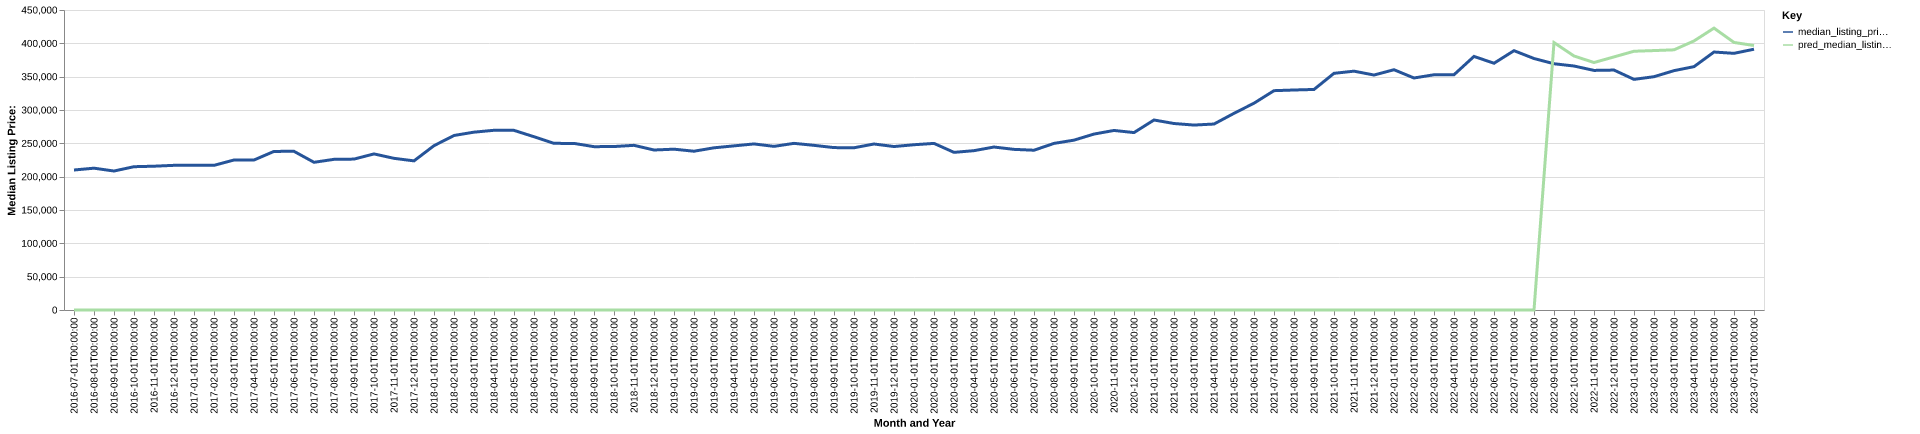 450,000
400,000
350,000
300,000
250,000
200,000
150,000
100,000
50,000
0
Median Listing Price:
2016-07-01T00:00:00
2016-08-01T00:00:00
2016-09-01T00:00:00
2016-10-01T00:00:00
2016-11-01T00:00:00
2016-12-01T00:00:00
2017-01-01T00:00:00
2017-02-01T00:00:00
2017-03-01T00:00:00
2017-04-01T00:00:00
2017-05-01T00:00:00
2017-06-01T00:00:00
2017-07-01T00:00:00
2017-08-01T00:00:00
2017-09-01T00:00:00
2017-10-01T00:00:00
2017-11-01T00:00:00
2017-12-01T00:00:00
2018-01-01T00:00:00
2018-02-01T00:00:00
2018-03-01T00:00:00
2018-04-01T00:00:00
2018-05-01T00:00:00
2018-06-01T00:00:00
2018-07-01T00:00:00
2018-08-01T00:00:00
2018-09-01T00:00:00
2018-10-01T00:00:00
2018-11-01T00:00:00
2018-12-01T00:00:00
2019-01-01T00:00:00
2019-02-01T00:00:00
2019-03-01T00:00:00
2019-04-01T00:00:00
2019-05-01T00:00:00
2019-06-01T00:00:00
2019-07-01T00:00:00
2019-08-01T00:00:00
2019-09-01T00:00:00
2019-10-01T00:00:00
2019-11-01T00:00:00
2019-12-01T00:00:00
2020-01-01T00:00:00
2020-02-01T00:00:00
2020-03-01T00:00:00
2020-04-01T00:00:00
2020-05-01T00:00:00
2020-06-01T00:00:00
2020-07-01T00:00:00
2020-08-01T00:00:00
2020-09-01T00:00:00
2020-10-01T00:00:00
2020-11-01T00:00:00
2020-12-01T00:00:00
2021-01-01T00:00:00
2021-02-01T00:00:00
2021-03-01T00:00:00
2021-04-01T00:00:00
2021-05-01T00:00:00
2021-06-01T00:00:00
2021-07-01T00:00:00
2021-08-01T00:00:00
2021-09-01T00:00:00
2021-10-01T00:00:00
2021-11-01T00:00:00
2021-12-01T00:00:00
2022-01-01T00:00:00
2022-02-01T00:00:00
2022-03-01T00:00:00
2022-04-01T00:00:00
2022-05-01T00:00:00
2022-06-01T00:00:00
2022-07-01T00:00:00
2022-08-01T00:00:00
2022-09-01T00:00:00
2022-10-01T00:00:00
2022-11-01T00:00:00
2022-12-01T00:00:00
2023-01-01T00:00:00
2023-02-01T00:00:00
2023-03-01T00:00:00
2023-04-01T00:00:00
2023-05-01T00:00:00
2023-06-01T00:00:00
2023-07-01T00:00:00
Month and Year
Key
median_listing_pri…
pred_median_listin…